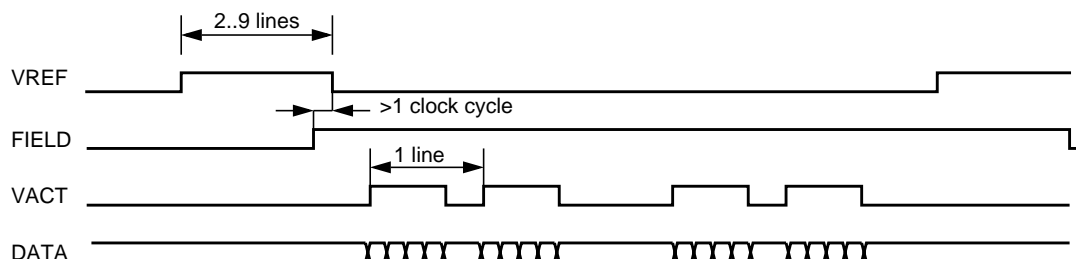 2..9 lines
VREF
>1 clock cycle
FIELD
1 line
VACT
DATA